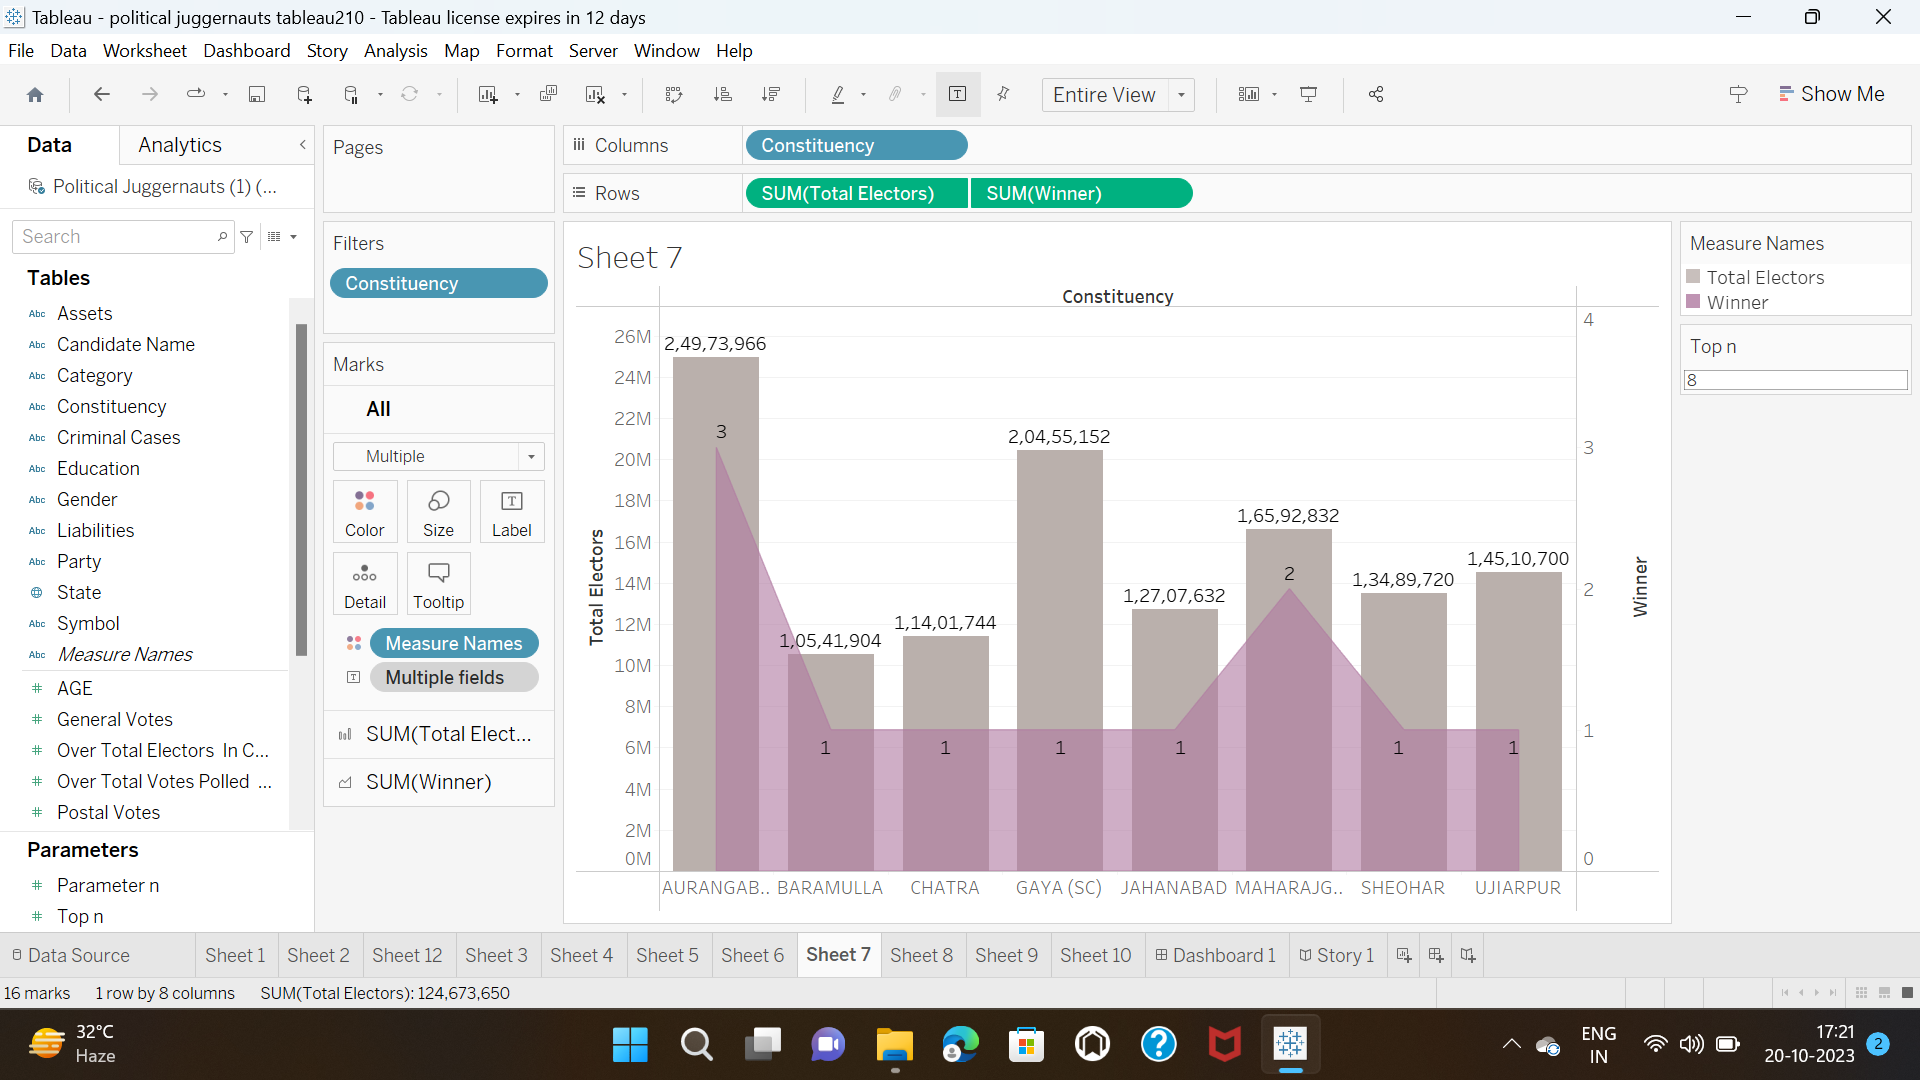 Tableau - political juggernauts tableau210 - Tableau license expires in 12 days
File Data Worksheet Dashboard Story Analysis Map Format Server Window Help
Entire View
Show Me
Data Analytics
Political Juggernauts (1) (...
Search
Tables
Abc Assets
Abc Candidate Name
Abc Category
Abc Constituency
Abc Criminal Cases
Abc Education
Abc Gender
Abc Liabilities
Abc Party
State
Abc Symbol
Abc Measure Names
# AGE
# General Votes
# Over Total Electors In C...
# Over Total Votes Polled ...
# Postal Votes
Parameters
# Parameter n
# Top n
Pages
Filters
Constituency
Marks
All
Multiple
Color Size Label
Detail Tooltip
Measure Names
Multiple fields
SUM(Total Elect...
SUM(Winner)
Columns Constituency
Rows SUM(Total Electors) SUM(Winner)
Sheet 7
Constituency
Total Electors
26M
24M
22M
20M
18M
16M
14M
12M
10M
8M
6M
4M
2M
0M
2,49,73,966
1,05,41,904
1,14,01,744
2,04,55,152
1,27,07,632
1,65,92,832
1,34,89,720
1,45,10,700
3
1
1
1
1
2
1
1
4
3
2
1
0
Winner
AURANGAB.. BARAMULLA CHATRA GAYA (SC) JAHANABAD MAHARAJG.. SHEOHAR UJIARPUR
Measure Names
Total Electors
Winner
Top n
8
Data Source Sheet 1 Sheet 2 Sheet 12 Sheet 3 Sheet 4 Sheet 5 Sheet 6 Sheet 7 Sheet 8 Sheet 9 Sheet 10 Dashboard 1 Story 1
16 marks 1 row by 8 columns SUM(Total Electors): 124,673,650
32°C
Haze
ENG
IN
17:21
20-10-2023
2